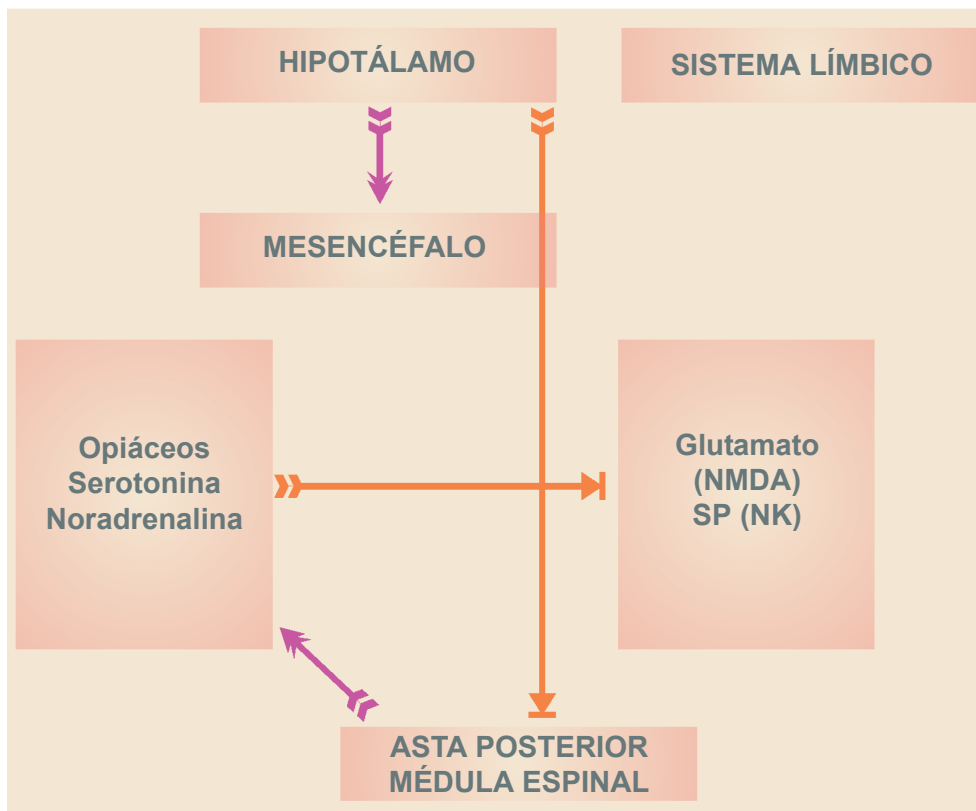 HIPOTÁLAMO
SISTEMA LÍMBICO
MESENCÉFALO
Opiáceos
Serotonina
Noradrenalina
Glutamato
(NMDA)
SP (NK)
ASTA POSTERIOR
MÉDULA ESPINAL